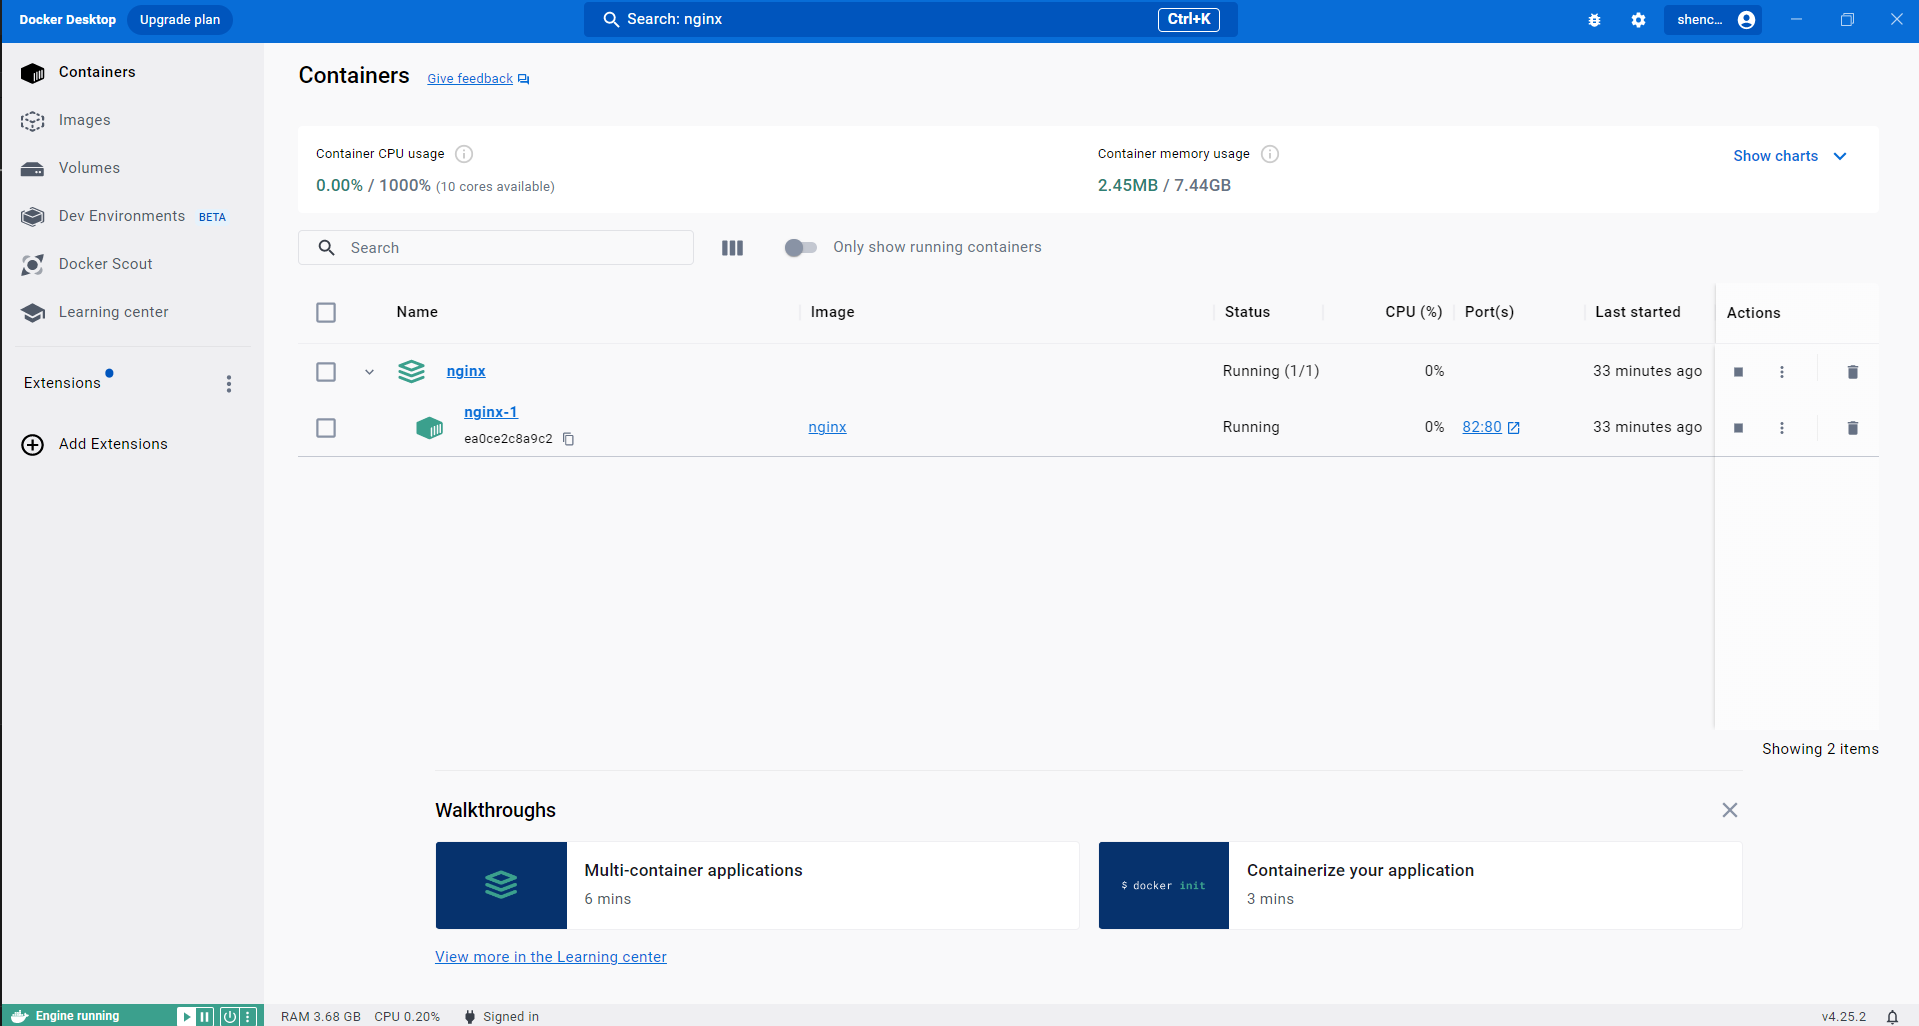 Docker Desktop Upgrade plan Search: nginx Ctrl+K shenc...
Containers
Images
Volumes
Dev Environments BETA
Docker Scout
Learning center
Extensions
Add Extensions
Containers Give feedback
Container CPU usage
0.00% / 1000% (10 cores available)
Container memory usage
2.45MB / 7.44GB
Show charts
Search Only show running containers
Name Image Status CPU (%) Port(s) Last started Actions
nginx Running (1/1) 0% 33 minutes ago
nginx-1
ea0ce2c8a9c2
nginx Running 0% 82:80 33 minutes ago
Showing 2 items
Walkthroughs
Multi-container applications
6 mins
$ docker init
Containerize your application
3 mins
View more in the Learning center
Engine running RAM 3.68 GB CPU 0.20% Signed in v4.25.2